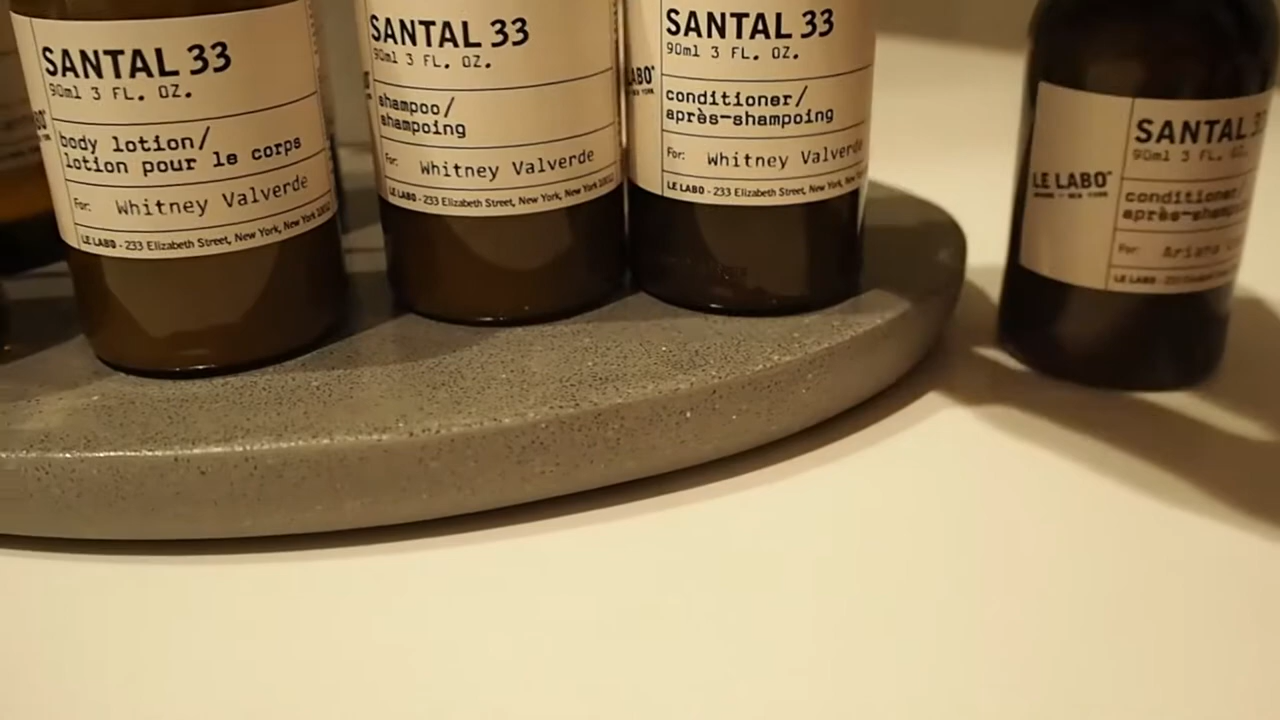 SANTAL 33
90ml 3 FL. OZ.
body lotion/
lotion pour le corps
For: Whitney Valverde
LE LABO - 233 Elizabeth Street, New York, New York 10012
SANTAL 33
90ml 3 FL. OZ.
shampoo/
shampoing
For: Whitney Valverde
LE LABO - 233 Elizabeth Street, New York, New York 10012
SANTAL 33
90ml 3 FL. OZ.
conditioner/
après-shampoing
For: Whitney Valverde
LE LABO - 233 Elizabeth Street, New York, New York
LE LABO
SANTAL 33
90ml 3 FL. OZ.
conditioner/
For: Ariana
LE LABO